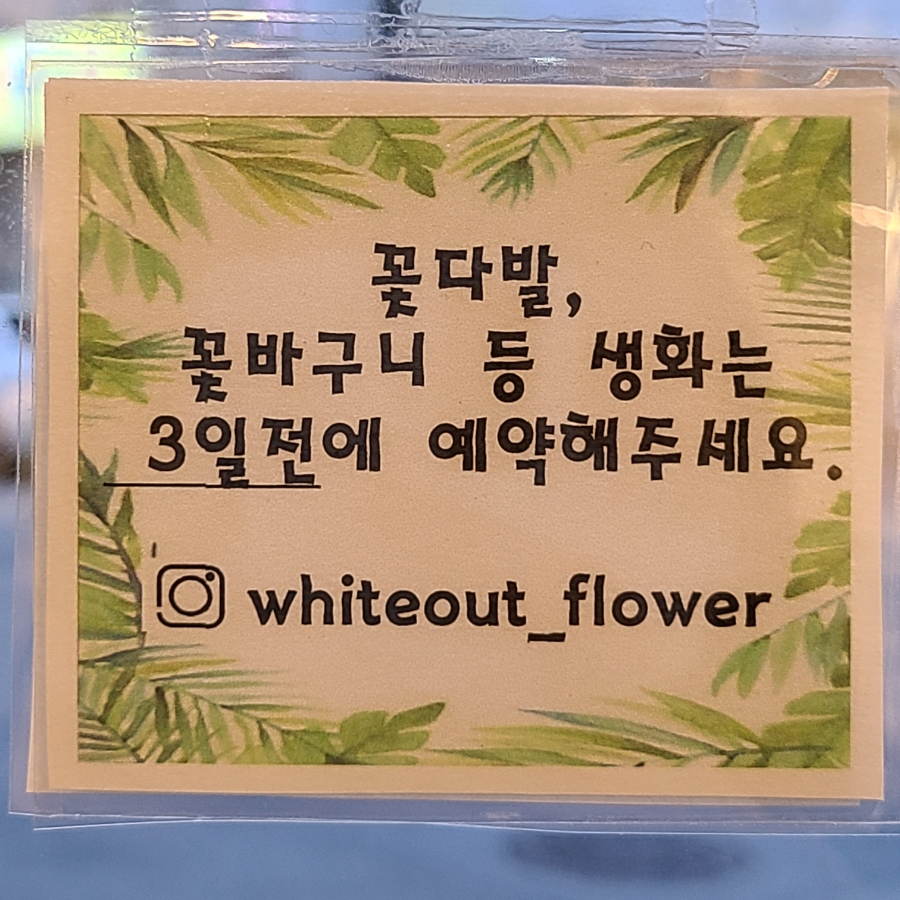 꽃다발,
꽃바구니 등 생화는
3일전에 예약해주세요.
whiteout_flower